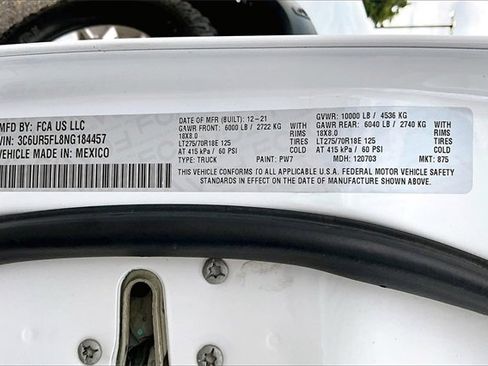 MFD BY: FCA US LLC
VIN: 3C6UR5FL8NG184457
VEHICLE MADE IN: MEXICO
DATE OF MFR (BUILT): 12-21
GAWR FRONT: 6000 LB / 2722 KG
18X8.0 RIMS
LT275/70R18E 125 TIRES
AT 415 kPa / 60 PSI COLD
TYPE: TRUCK PAINT: PW7
GVWR: 10000 LB / 4536 KG
GAWR REAR: 6040 LB / 2740 KG
18X8.0 RIMS
LT275/70R18E 125 TIRES
AT 415 kPa / 60 PSI COLD
MDH: 120703 MKT: 875
THIS VEHICLE CONFORMS TO ALL APPLICABLE U.S.A. FEDERAL MOTOR VEHICLE SAFETY
STANDARDS IN EFFECT ON THE DATE OF MANUFACTURE SHOWN ABOVE.